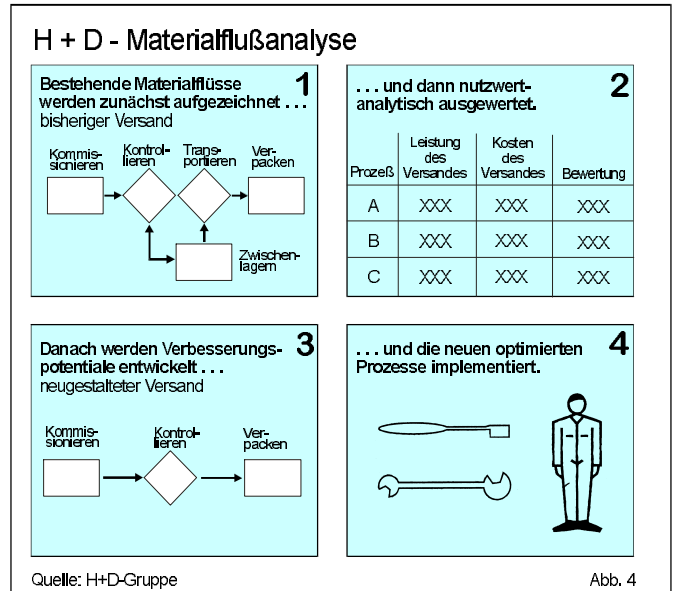 H + D - Materialflußanalyse
1
Bestehende Materialflüsse
werden zunächst aufgezeichnet . . .
bisheriger Versand
Kommis-
sionieren
Kontrol-
lieren
Trans-
portieren
Ver-
packen
Zwischen-
lagern
2
. . . und dann nutzwert-
analytisch ausgewertet.
Prozeß
Leistung
des
Versandes
Kosten
des
Versandes
Bewertung
A XXX XXX XXX
B XXX XXX XXX
C XXX XXX XXX
3
Danach werden Verbesserungs-
potentiale entwickelt . . .
neugestalteter Versand
Kommis-
sionieren
Kontrol-
lieren
Ver-
packen
4
. . . und die neuen optimierten
Prozesse implementiert.
Quelle: H+D-Gruppe
Abb. 4